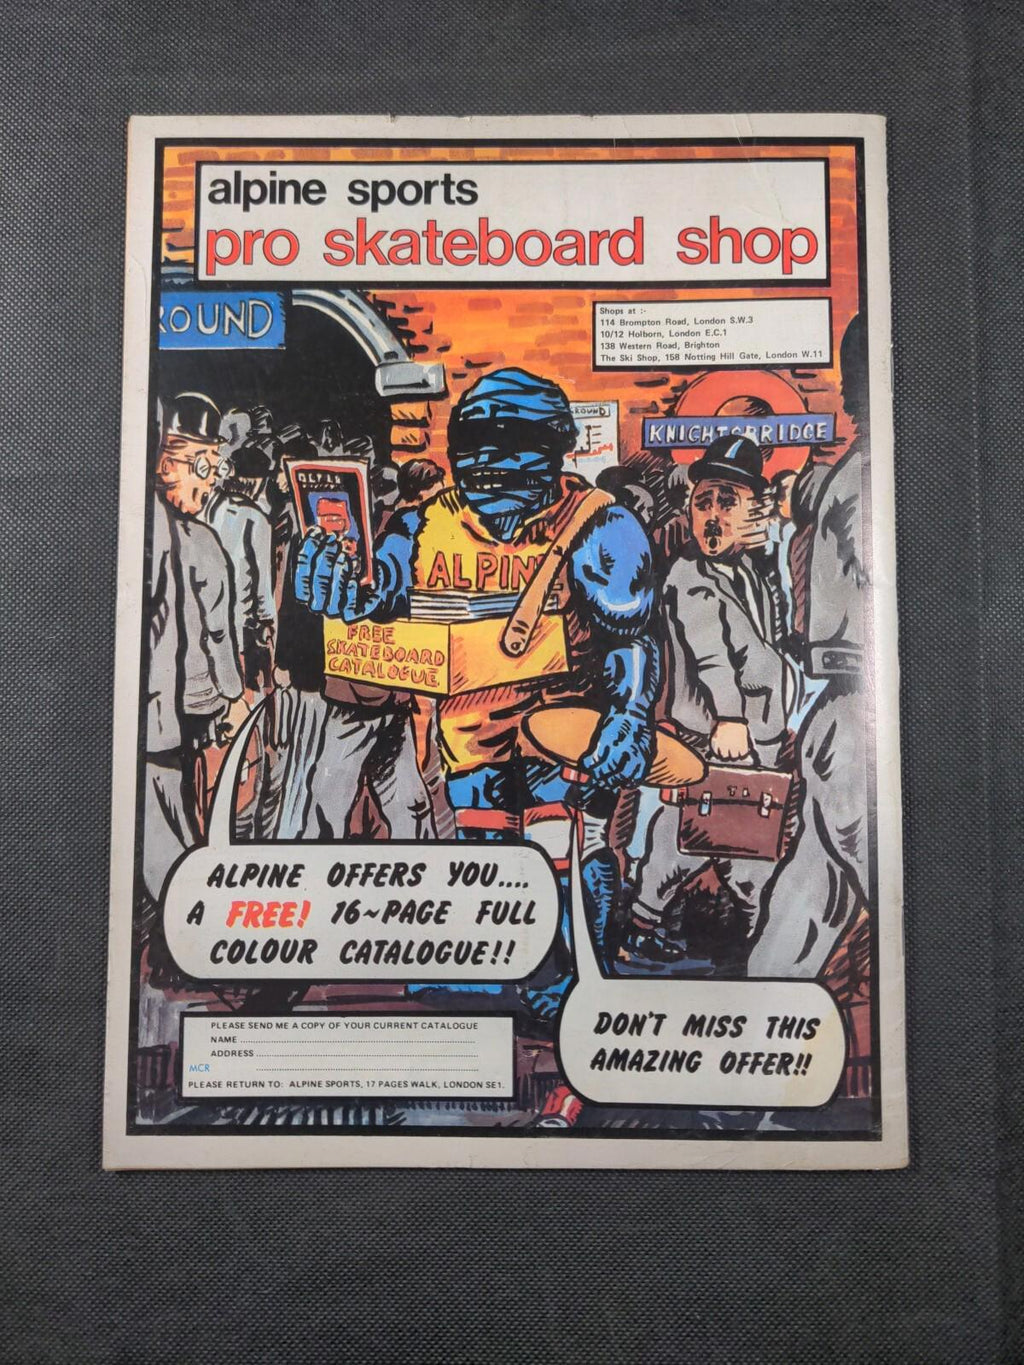 alpine sports
pro skateboard shop
ROUND
Shops at :-
114 Brompton Road, London S.W.3
10/12 Holborn, London E.C.1
138 Western Road, Brighton
The Ski Shop, 158 Notting Hill Gate, London W.11
ROUND
KNIGHTSBRIDGE
ALPINE
FREE
SKATEBOARD
CATALOGUE
ALPINE OFFERS YOU....
A FREE! 16~PAGE FULL
COLOUR CATALOGUE!!
DON'T MISS THIS
AMAZING OFFER!!
PLEASE SEND ME A COPY OF YOUR CURRENT CATALOGUE
NAME
ADDRESS
MCR
PLEASE RETURN TO: ALPINE SPORTS, 17 PAGES WALK, LONDON SE1.